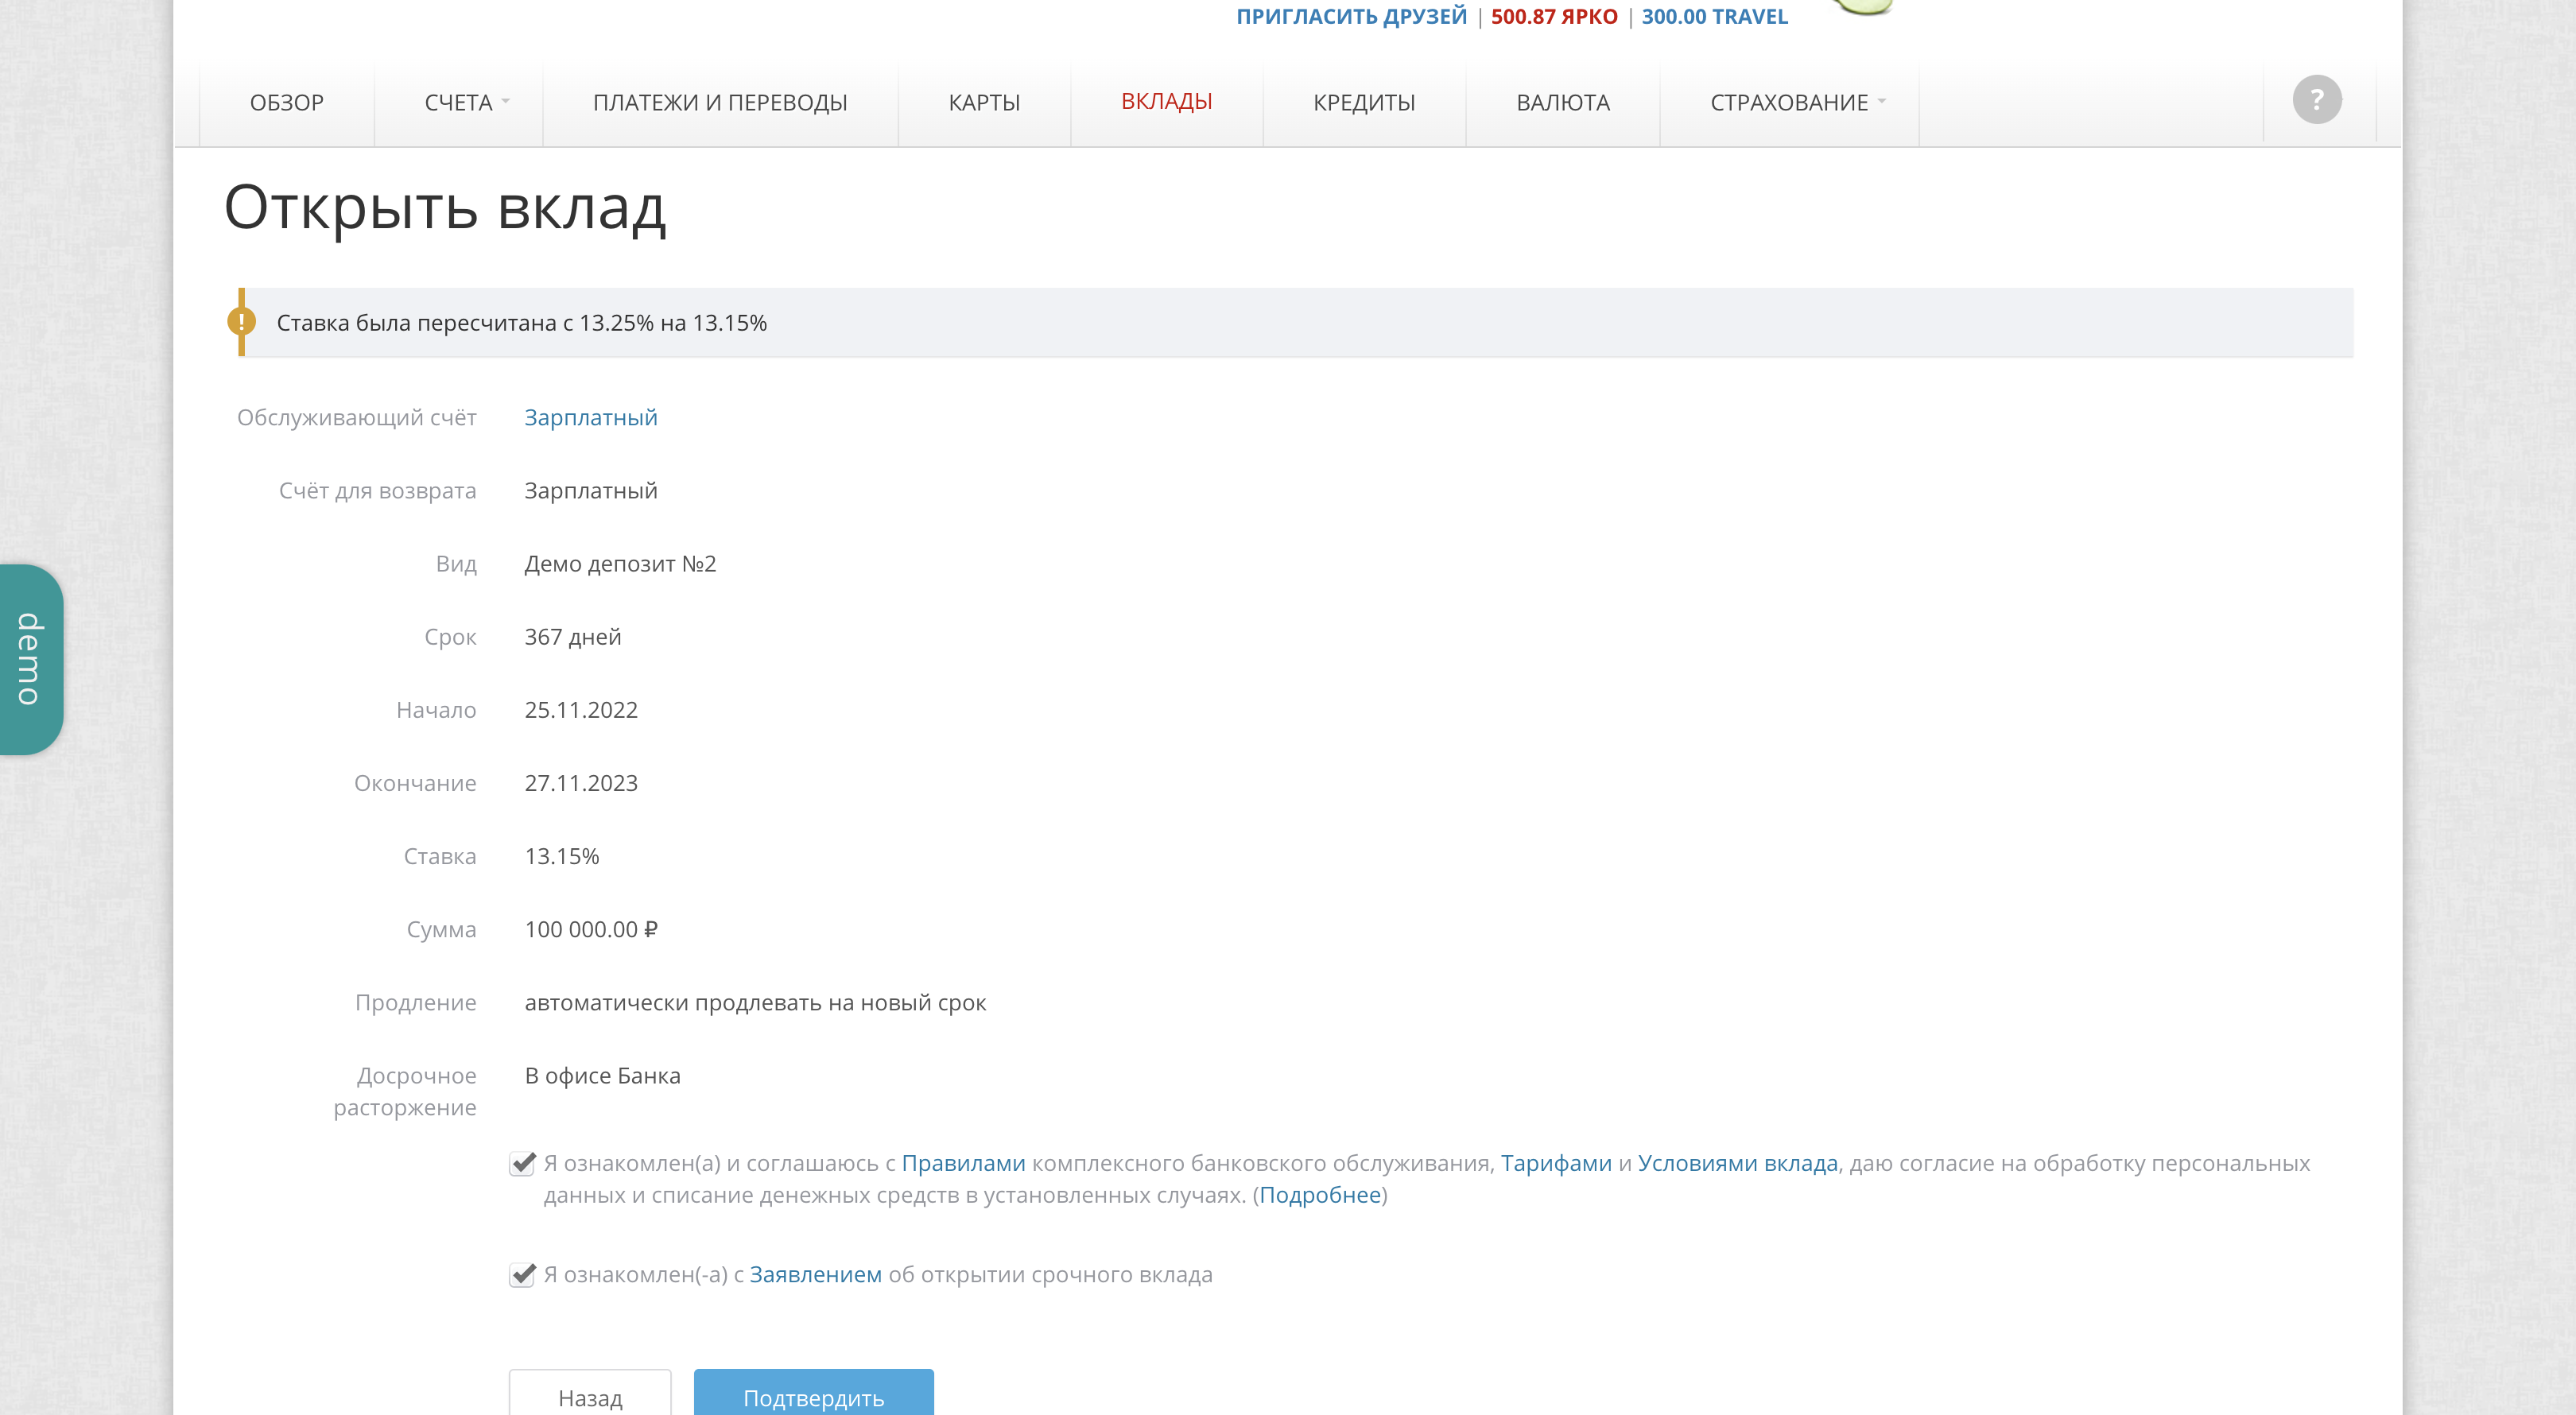 ПРИГЛАСИТЬ ДРУЗЕЙ | 500.87 ЯРКО | 300.00 TRAVEL
ОБЗОР СЧЕТА ПЛАТЕЖИ И ПЕРЕВОДЫ КАРТЫ ВКЛАДЫ КРЕДИТЫ ВАЛЮТА СТРАХОВАНИЕ ?
Открыть вклад
! Ставка была пересчитана с 13.25% на 13.15%
Обслуживающий счёт Зарплатный
Счёт для возврата Зарплатный
Вид Демо депозит №2
Срок 367 дней
demo
Начало 25.11.2022
Окончание 27.11.2023
Ставка 13.15%
Сумма 100 000.00 ₽
Продление автоматически продлевать на новый срок
Досрочное В офисе Банка
расторжение
Я ознакомлен(а) и соглашаюсь с Правилами комплексного банковского обслуживания, Тарифами и Условиями вклада, даю согласие на обработку персональных
данных и списание денежных средств в установленных случаях. (Подробнее)
Я ознакомлен(-а) с Заявлением об открытии срочного вклада
Назад Подтвердить